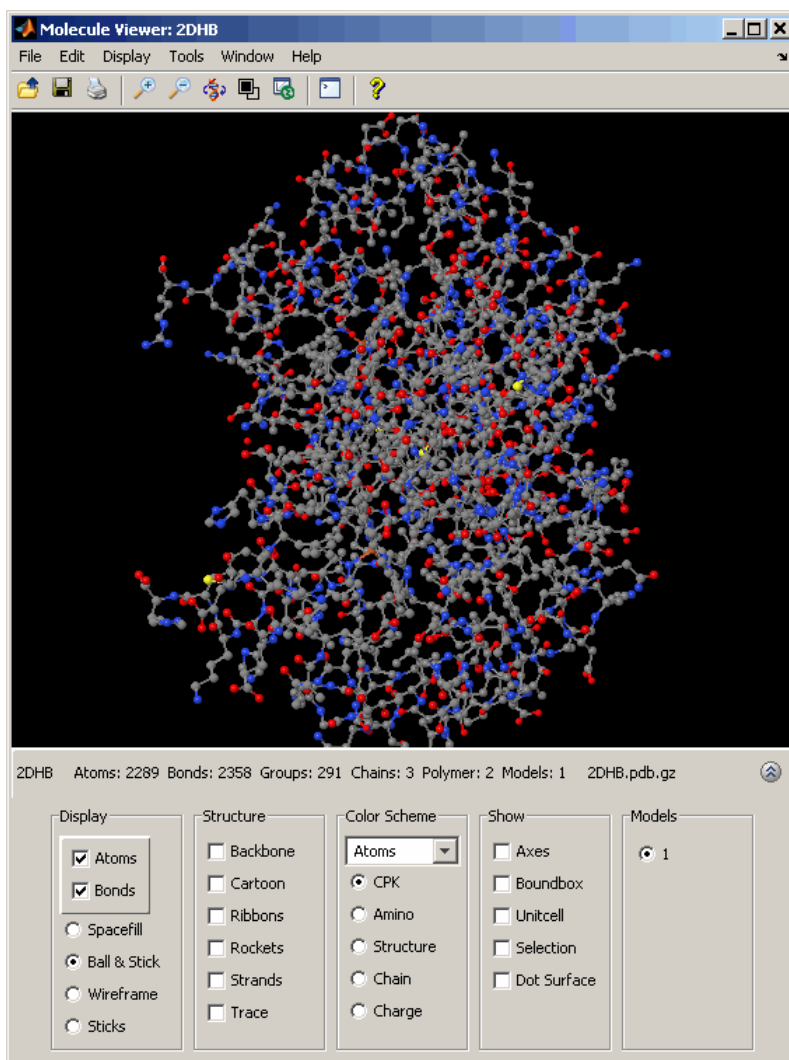 Molecule Viewer: 2DHB
File Edit Display Tools Window Help
2DHB Atoms: 2289 Bonds: 2358 Groups: 291 Chains: 3 Polymer: 2 Models: 1 2DHB.pdb.gz
Display Structure Color Scheme Show Models
Atoms Backbone Atoms Axes 1
Bonds Cartoon CPK Boundbox
Spacefill Ribbons Amino Unitcell
Ball & Stick Rockets Structure Selection
Wireframe Strands Chain Dot Surface
Sticks Trace Charge